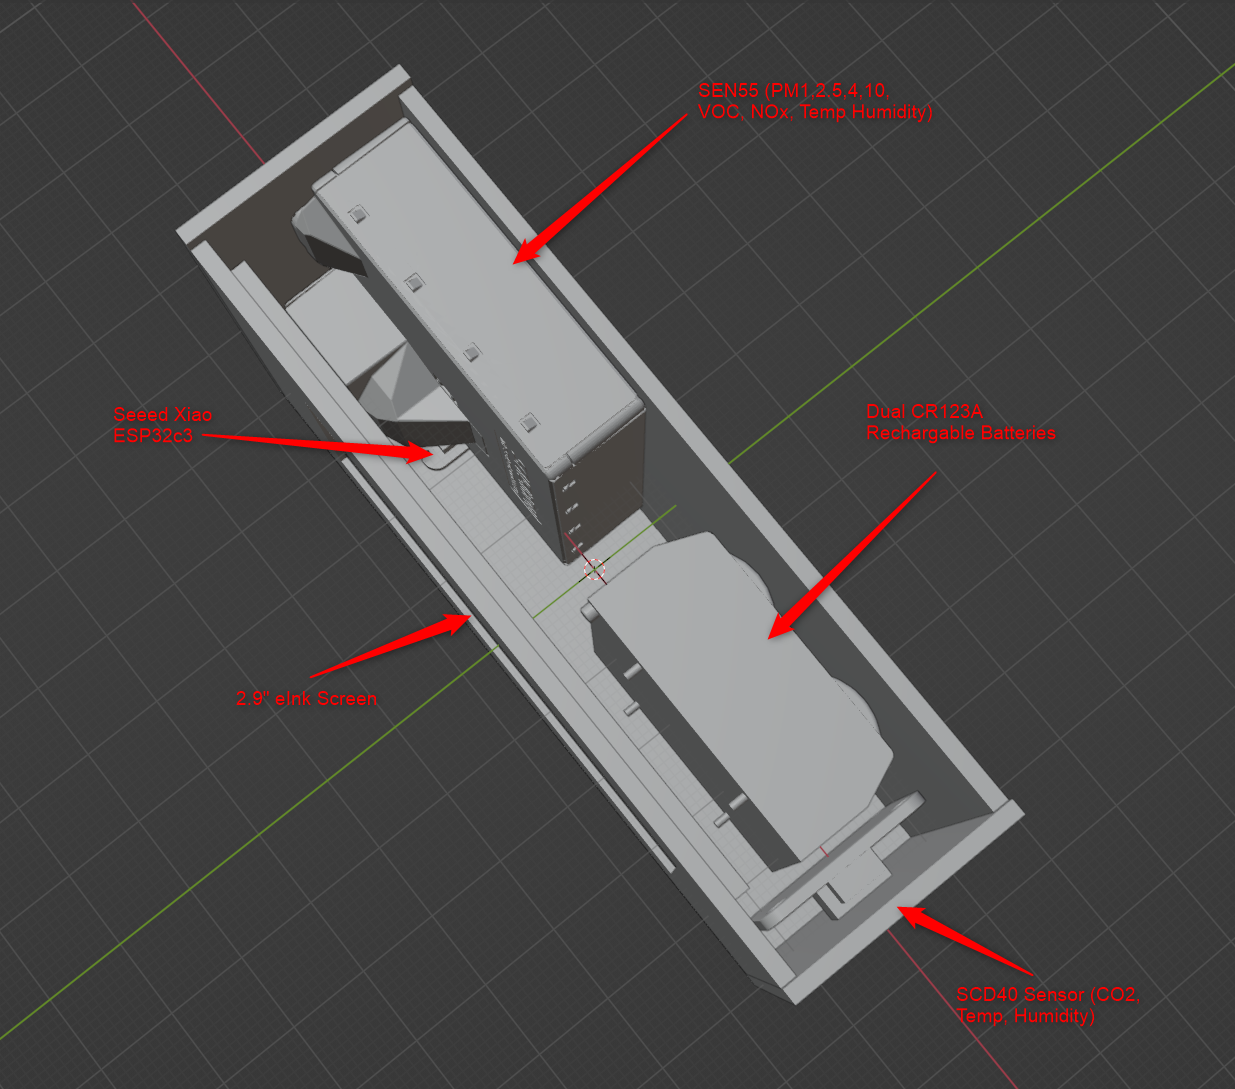 SEN55 (PM1,2.5,4,10,
VOC, NOx, Temp Humidity)
Seeed Xiao
ESP32c3
Dual CR123A
Rechargable Batteries
2.9" eInk Screen
SCD40 Sensor (CO2,
Temp, Humidity)